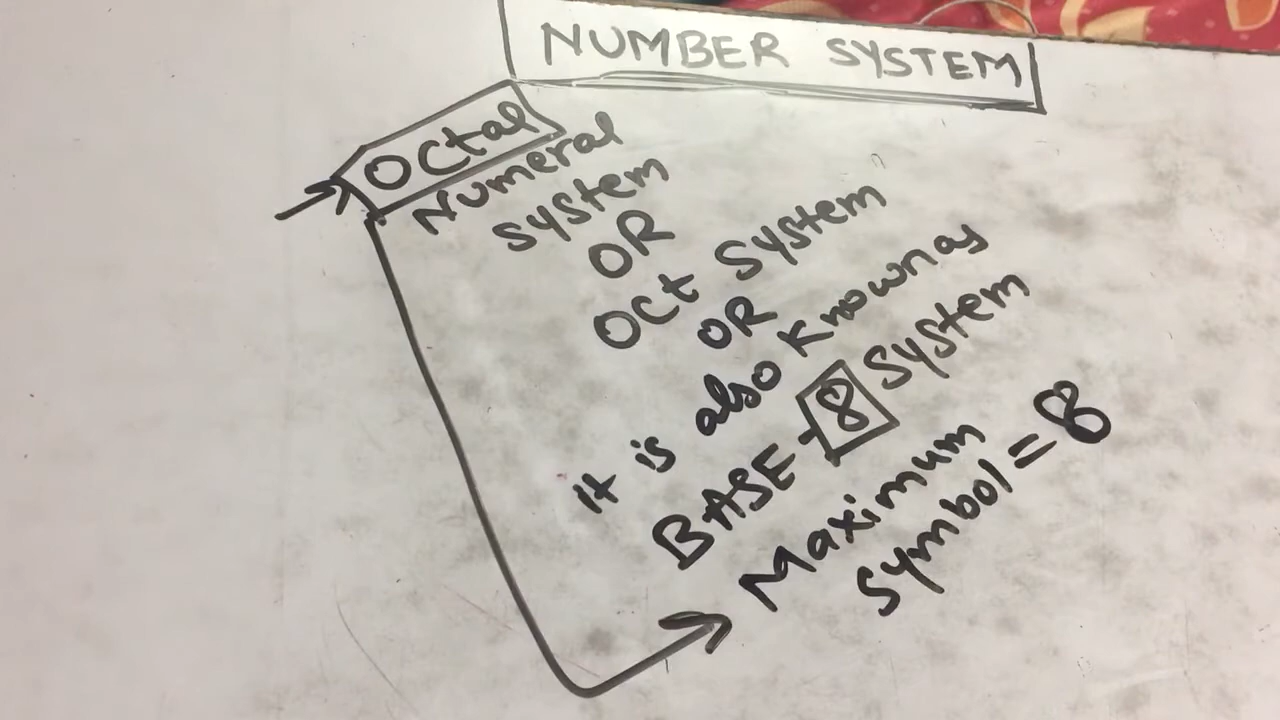 NUMBER SYSTEM
OCtal
Numeral
system
OR
OCt System
OR
It is also Known as
BASE-8 System
Maximum
Symbol = 8